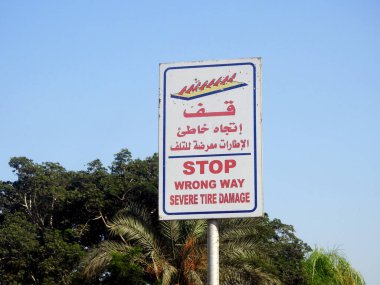 قف
إتجاه خاطئ
الإطارات معرضة للتلف
STOP
WRONG WAY
SEVERE TIRE DAMAGE